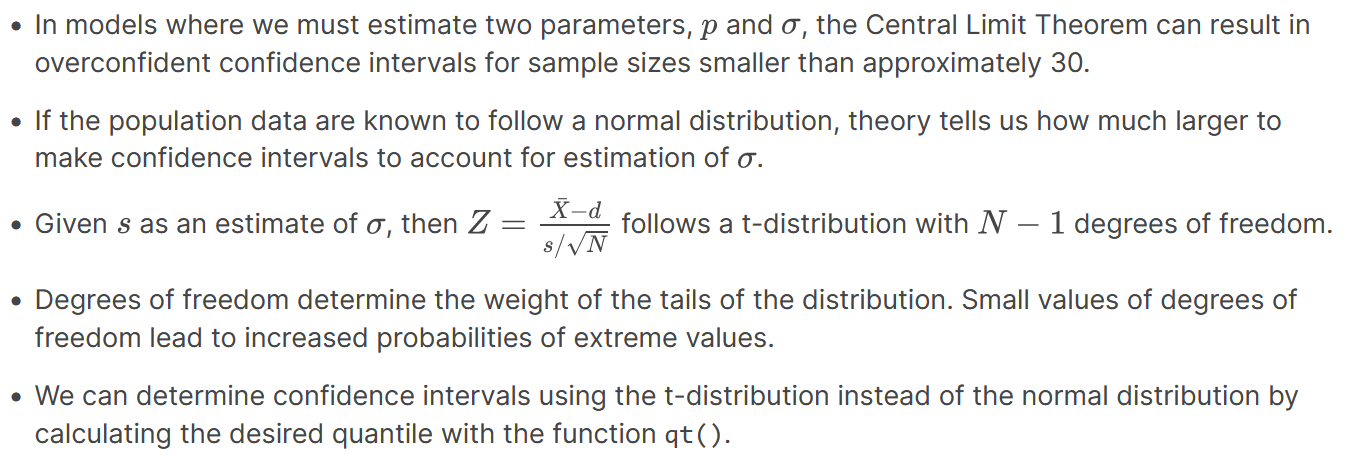 • In models where we must estimate two parameters, p and σ, the Central Limit Theorem can result in
overconfident confidence intervals for sample sizes smaller than approximately 30.
• If the population data are known to follow a normal distribution, theory tells us how much larger to
make confidence intervals to account for estimation of σ.
• Given s as an estimate of σ, then Z = \frac{\bar{X}-d}{s/\sqrt{N}} follows a t-distribution with N − 1 degrees of freedom.
• Degrees of freedom determine the weight of the tails of the distribution. Small values of degrees of
freedom lead to increased probabilities of extreme values.
• We can determine confidence intervals using the t-distribution instead of the normal distribution by
calculating the desired quantile with the function qt().